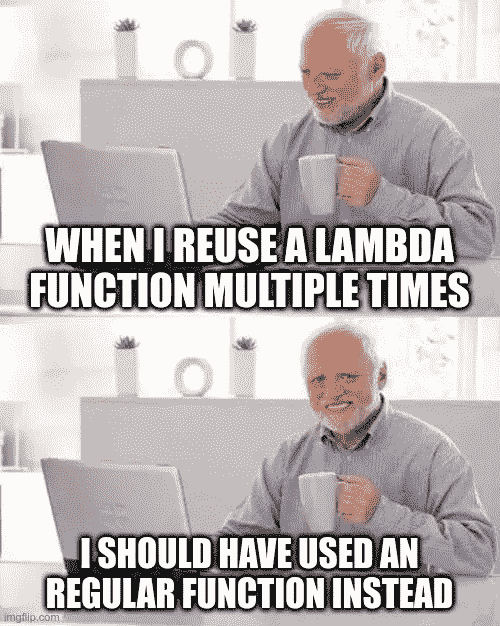 WHEN I REUSE A LAMBDA
FUNCTION MULTIPLE TIMES
I SHOULD HAVE USED AN
REGULAR FUNCTION INSTEAD
imgflip.com